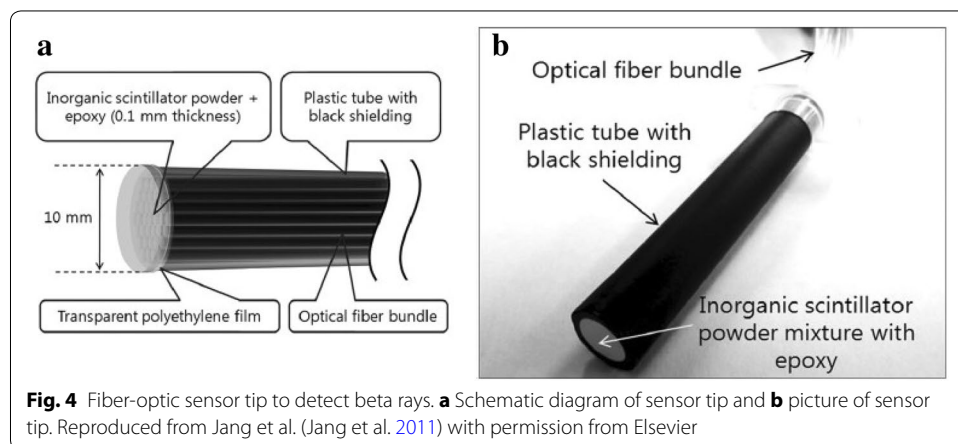 a
Inorganic scintillator powder +
epoxy (0.1 mm thickness)
Plastic tube with
black shielding
10 mm
Transparent polyethylene film
Optical fiber bundle
b
Optical fiber bundle
Plastic tube with
black shielding
Inorganic scintillator
powder mixture with
epoxy
Fig. 4 Fiber-optic sensor tip to detect beta rays. a Schematic diagram of sensor tip and b picture of sensor
tip. Reproduced from Jang et al. (Jang et al. 2011) with permission from Elsevier